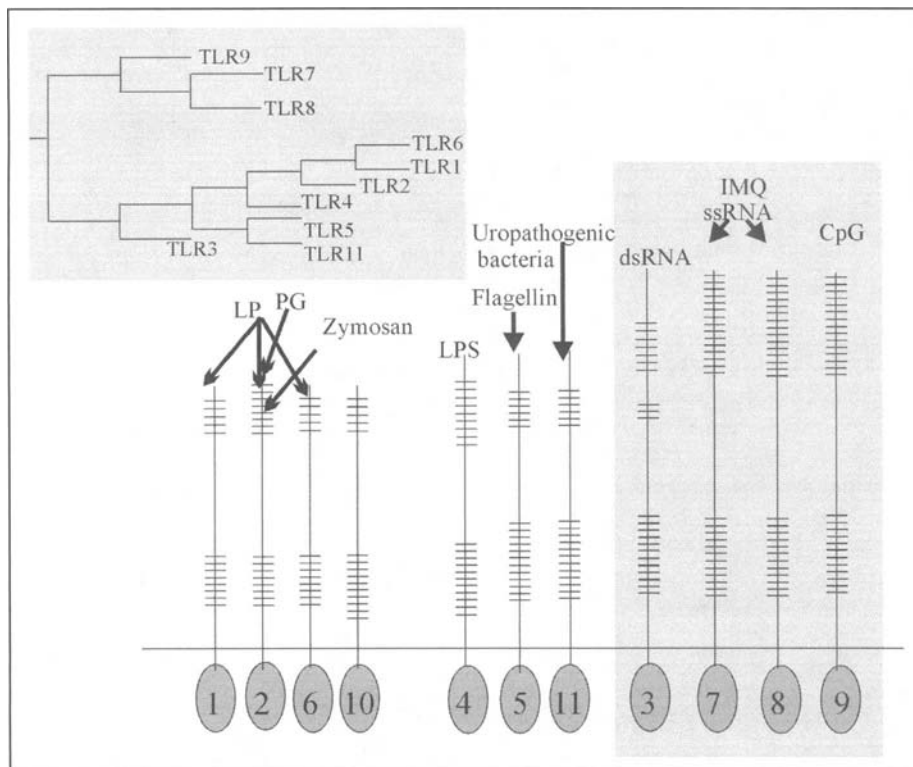 TLR9
TLR7
TLR8
TLR6
TLR1
TLR2
TLR4
TLR5
TLR3
TLR11
IMQ
ssRNA
CpG
Uropathogenic
bacteria
dsRNA
Flagellin
LP PG
Zymosan
LPS
1 2 6 10 4 5 11 3 7 8 9